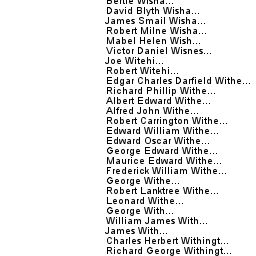 Bertie Wisha...
David Blyth Wisha...
James Smail Wisha...
Robert Milne Wisha...
Mabel Helen Wish...
Victor Daniel Wisnes...
Joe Witehi...
Robert Witehi...
Edgar Charles Darfield Withe...
Richard Phillip Withe...
Albert Edward Withe...
Alfred John Withe...
Robert Carrington Withe...
Edward William Withe...
Edward Oscar Withe...
George Edward Withe...
Maurice Edward Withe...
Frederick William Withe...
George Withe...
Robert Lanktree Withe...
Leonard Withe...
George With...
William James With...
James With...
Charles Herbert Withingt...
Richard George Withingt...